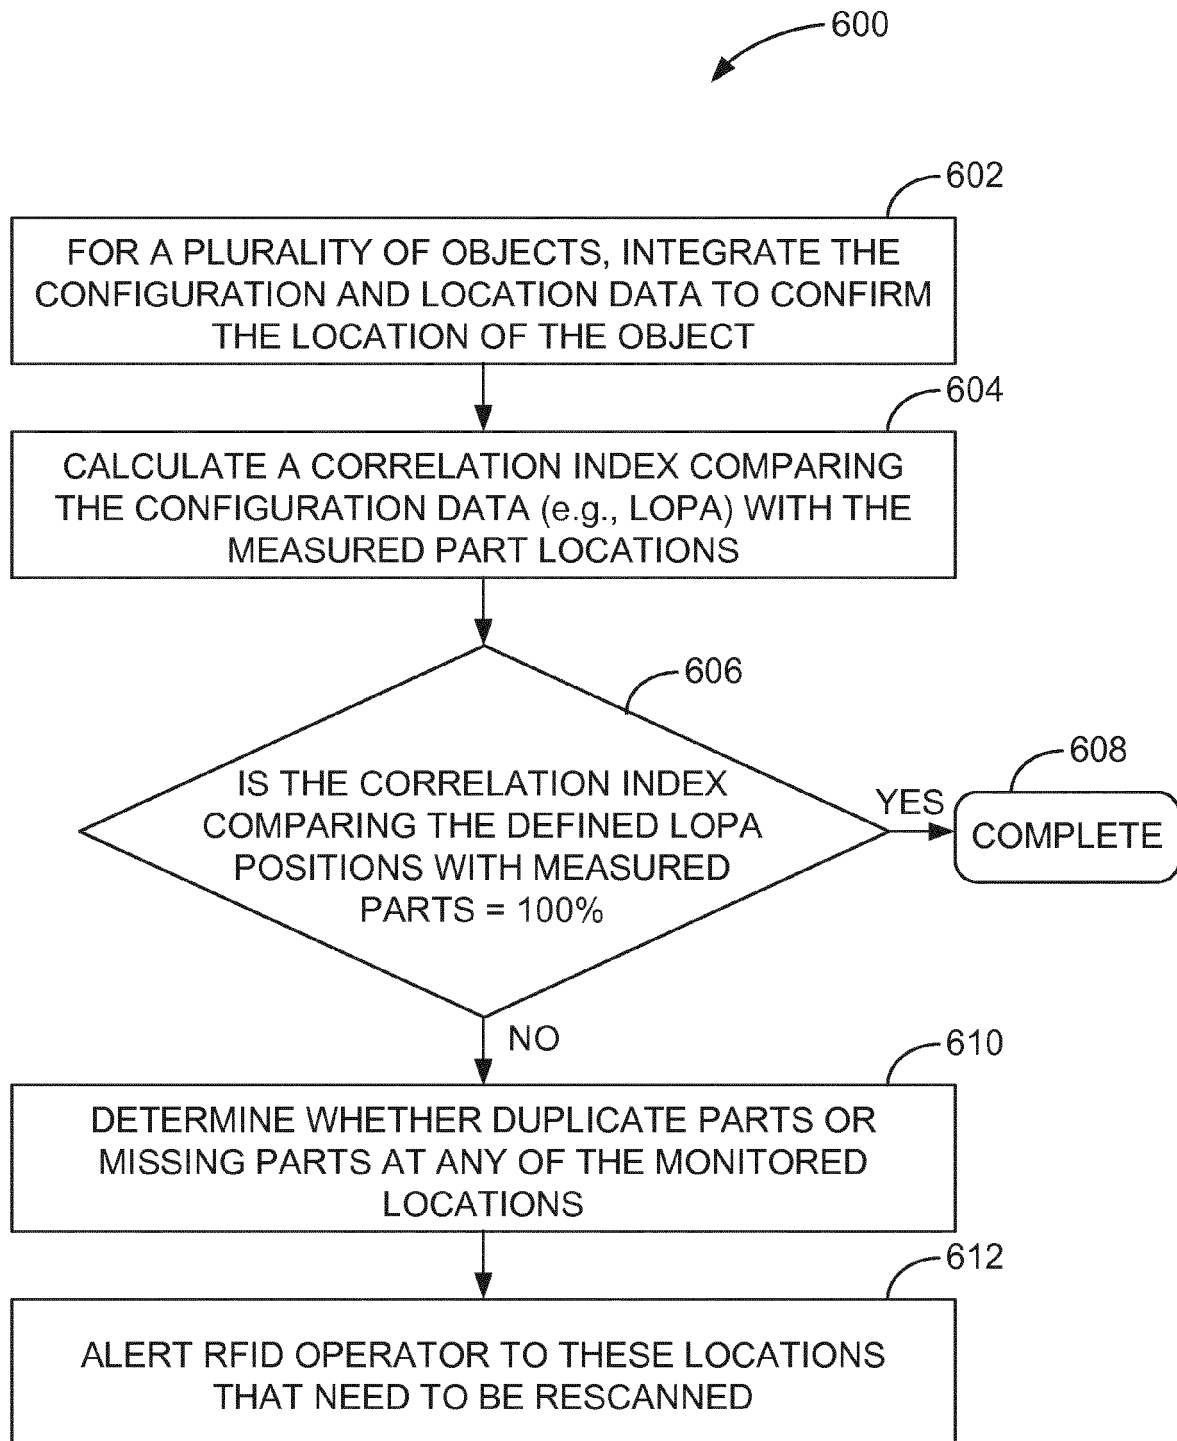 600
602
FOR A PLURALITY OF OBJECTS, INTEGRATE THE
CONFIGURATION AND LOCATION DATA TO CONFIRM
THE LOCATION OF THE OBJECT
604
CALCULATE A CORRELATION INDEX COMPARING
THE CONFIGURATION DATA (e.g., LOPA) WITH THE
MEASURED PART LOCATIONS
606
IS THE CORRELATION INDEX
COMPARING THE DEFINED LOPA
POSITIONS WITH MEASURED
PARTS = 100%
YES
608
COMPLETE
NO
610
DETERMINE WHETHER DUPLICATE PARTS OR
MISSING PARTS AT ANY OF THE MONITORED
LOCATIONS
612
ALERT RFID OPERATOR TO THESE LOCATIONS
THAT NEED TO BE RESCANNED